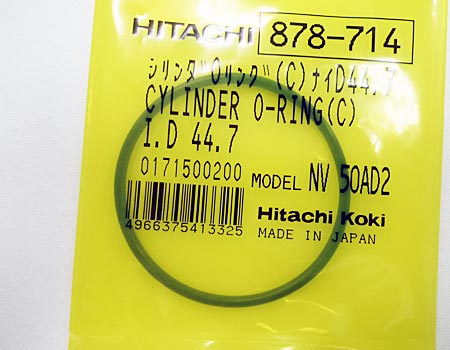 HITACHI 878-714
シリンダ゛Oリング゛(C)ナイD44.7
CYLINDER O-RING(C)
I.D 44.7
0171500200 MODEL NV 50AD2
4966375413325 Hitachi Koki
MADE IN JAPAN